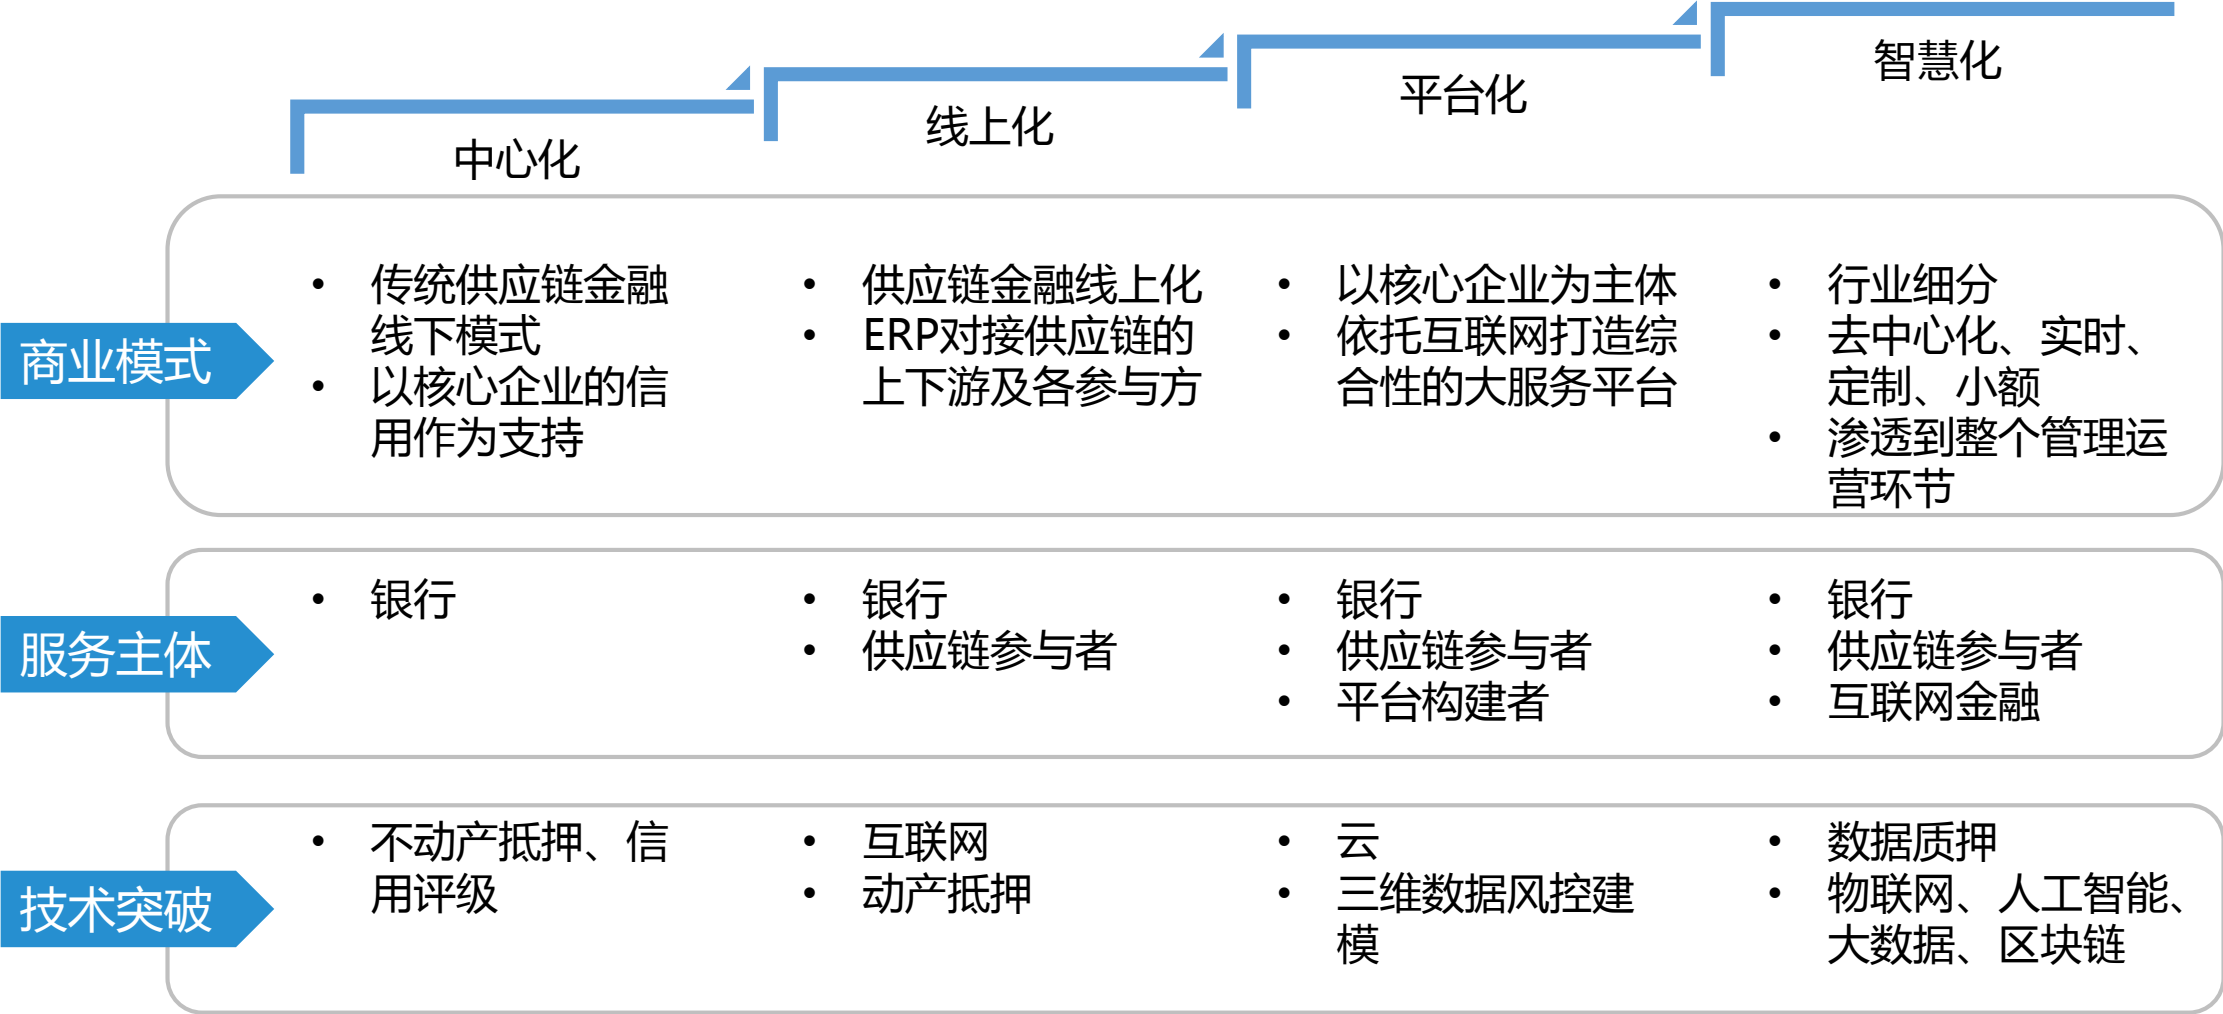 智慧化
平台化
线上化
中心化
商业模式
• 传统供应链金融
线下模式
• 以核心企业的信
用作为支持
• 供应链金融线上化
• ERP对接供应链的
上下游及各参与方
• 以核心企业为主体
• 依托互联网打造综
合性的大服务平台
• 行业细分
• 去中心化、实时、
定制、小额
• 渗透到整个管理运
营环节
服务主体
• 银行
• 银行
• 供应链参与者
• 银行
• 供应链参与者
• 平台构建者
• 银行
• 供应链参与者
• 互联网金融
技术突破
• 不动产抵押、信
用评级
• 互联网
• 动产抵押
• 云
• 三维数据风控建
模
• 数据质押
• 物联网、人工智能、
大数据、区块链